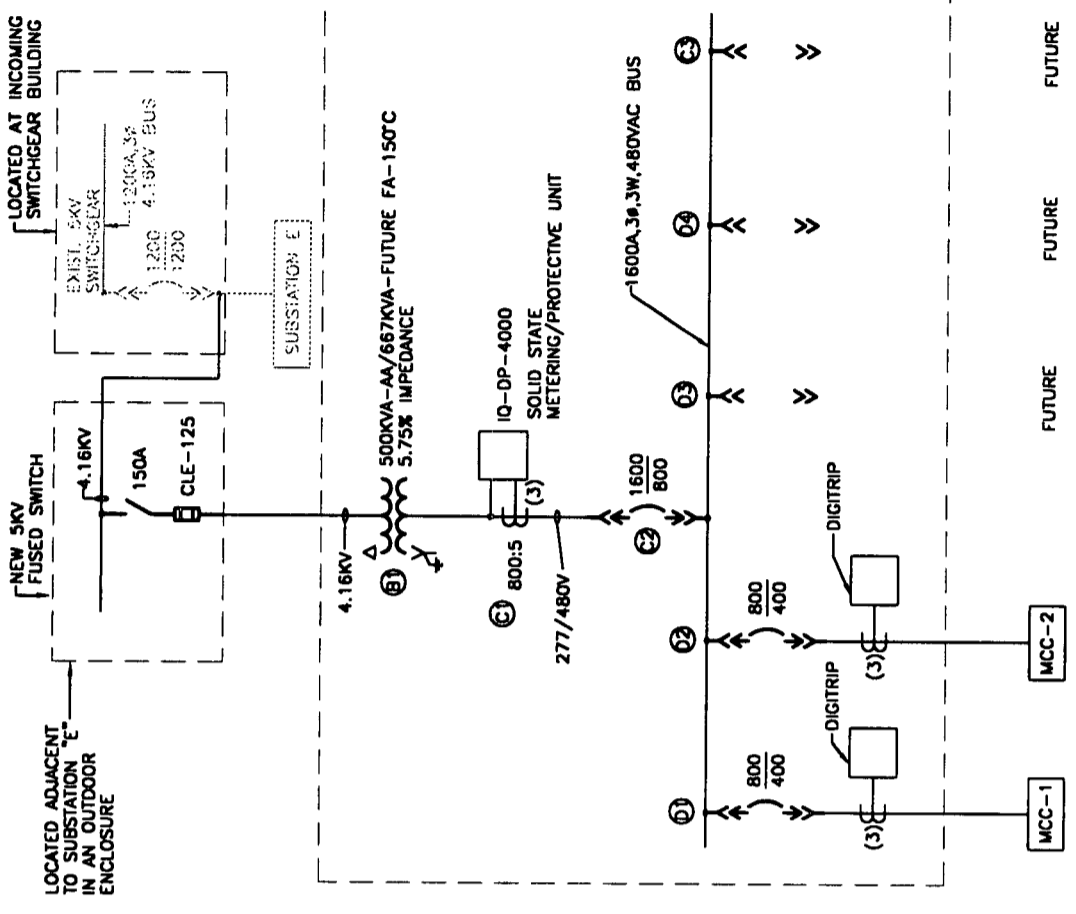 LOCATED AT INCOMING
SWITCHGEAR BUILDING
EXIST. 5KV
SWITCHGEAR
1200A,3ø
4.16KV BUS
1200
1200
SUBSTATION E
NEW 5KV
FUSED SWITCH
4.16KV
150A
CLE-125
LOCATED ADJACENT
TO SUBSTATION "E"
IN AN OUTDOOR
ENCLOSURE
4.16KV
500KVA-AA/667KVA-FUTURE FA-150°C
5.75% IMPEDANCE
B1
IQ-DP-4000
SOLID STATE
METERING/PROTECTIVE UNIT
(3)
C1
800:5
277/480V
C2
1600
800
1600A,3ø,3W,480VAC BUS
D1
D2
D3
D4
C3
800
400
800
400
DIGITRIP
DIGITRIP
(3)
(3)
MCC-1
MCC-2
FUTURE
FUTURE
FUTURE